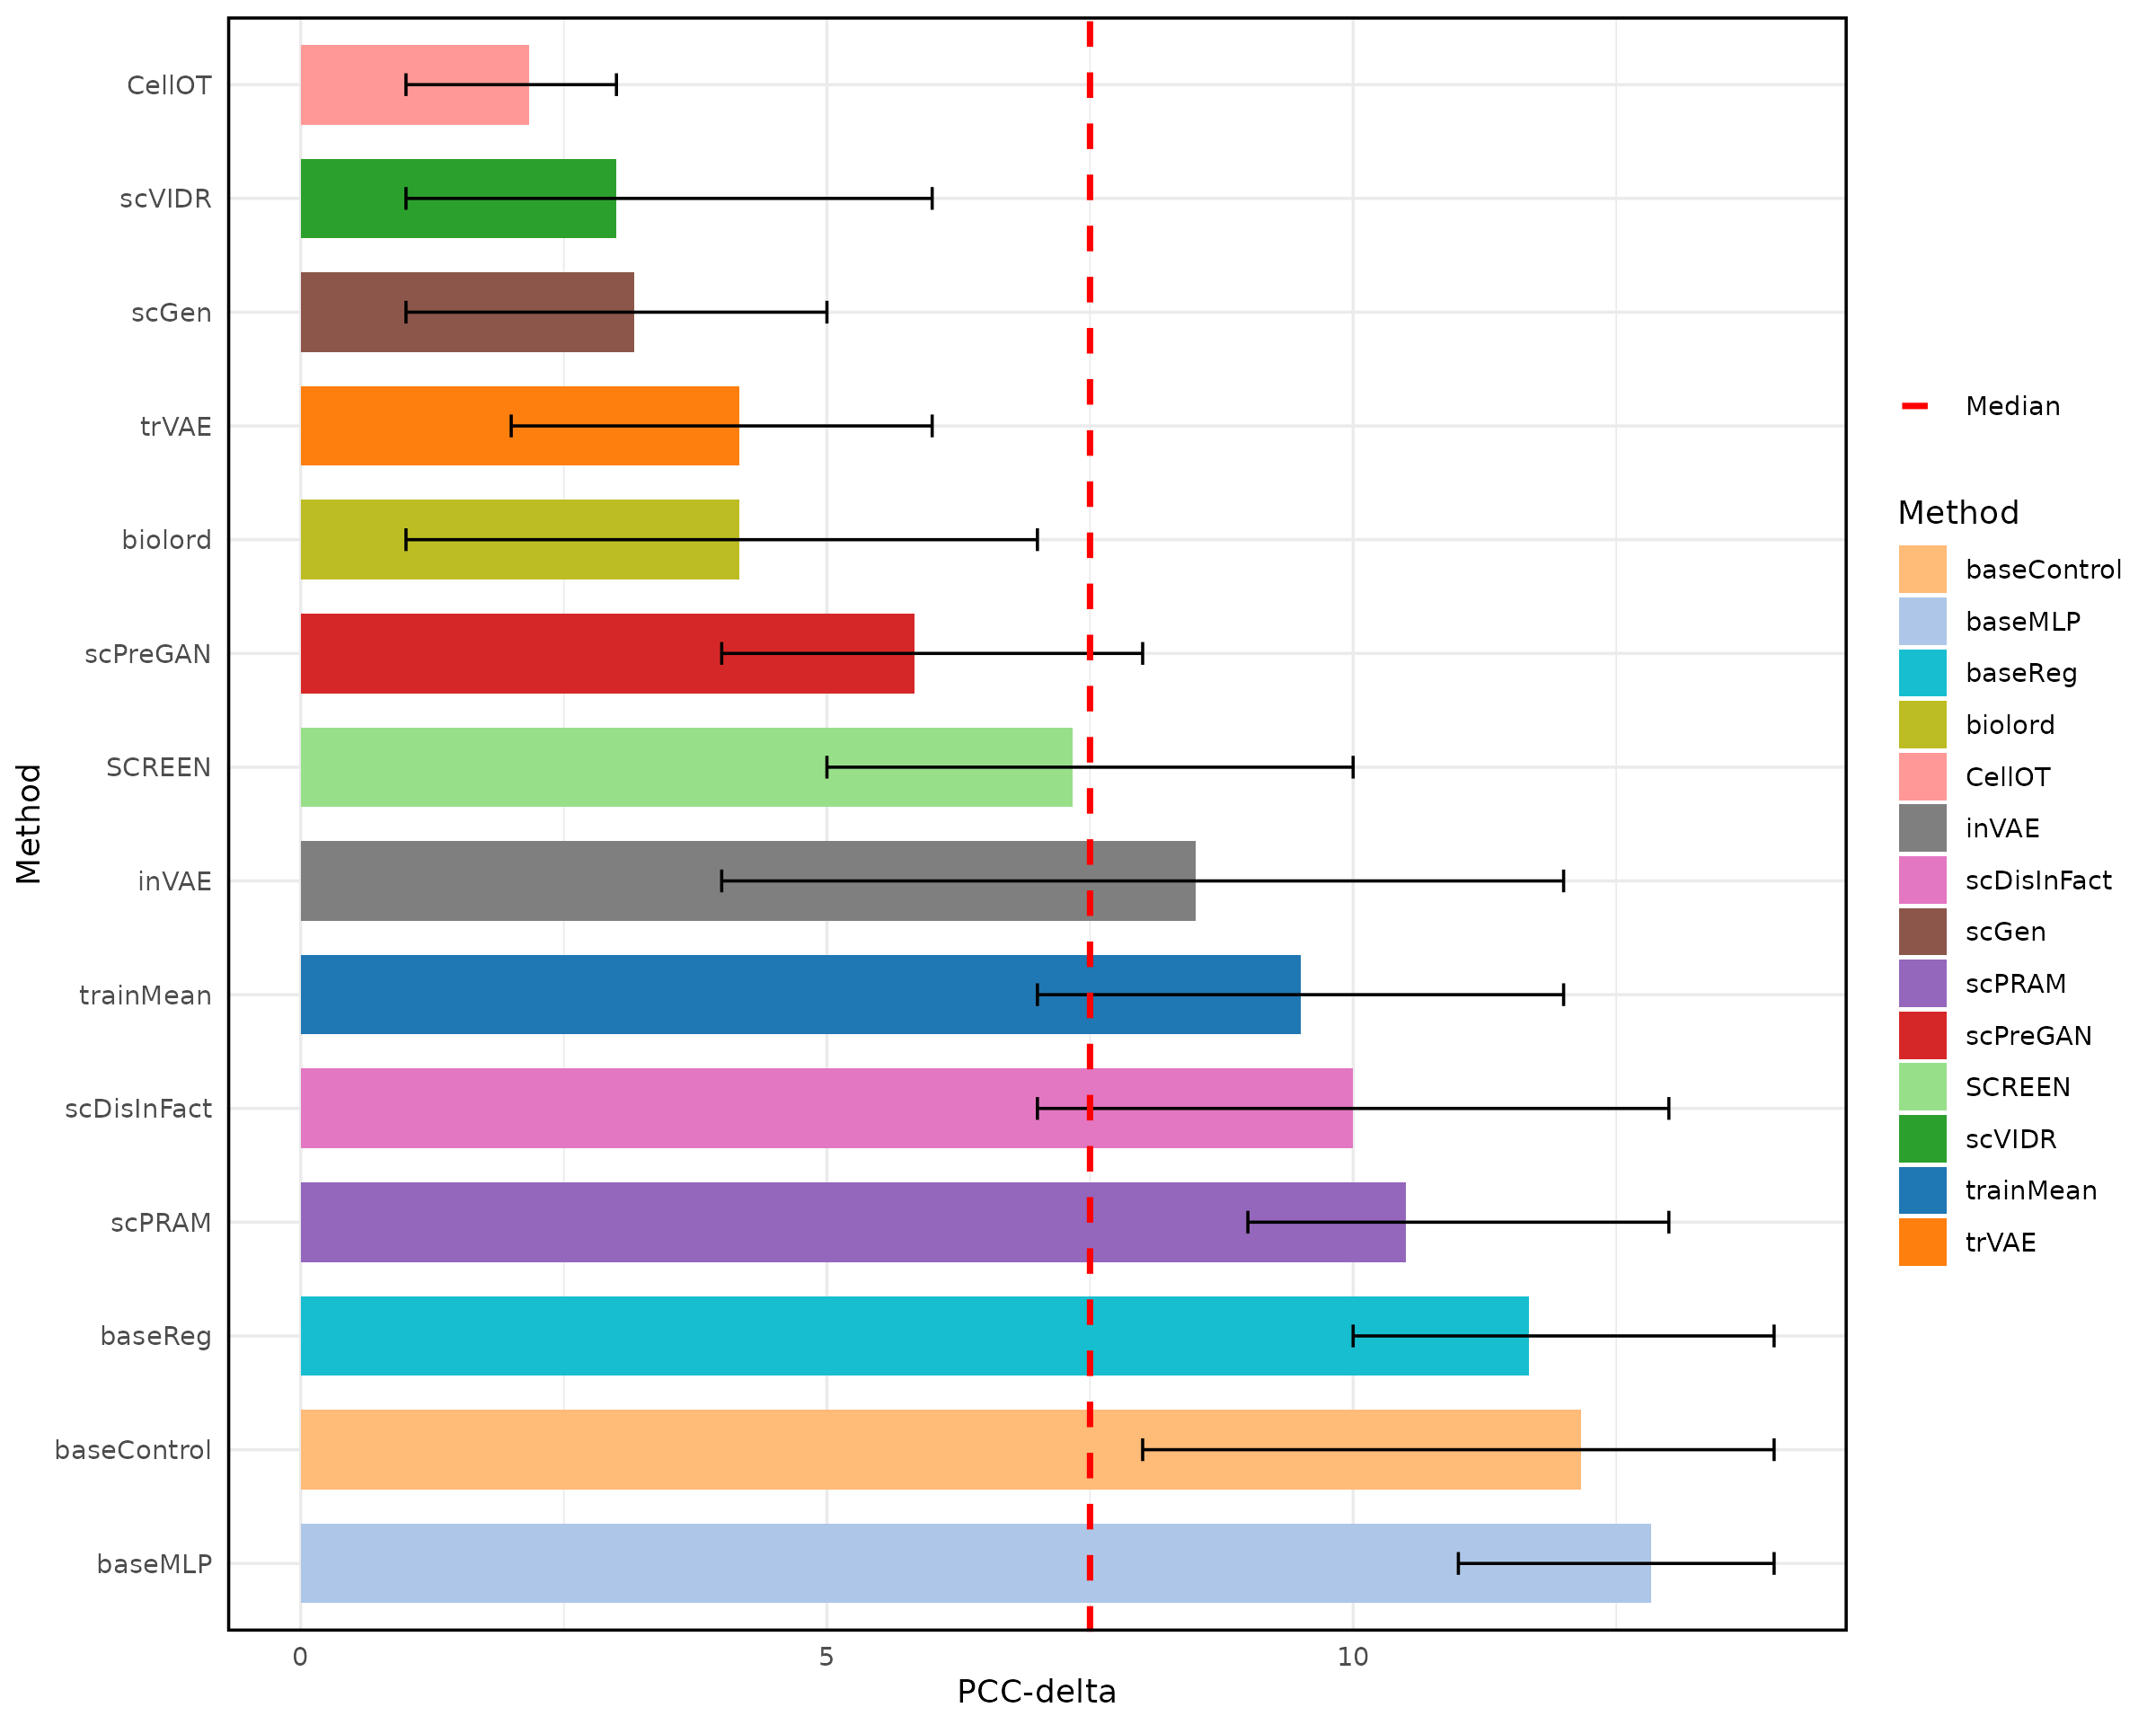 CellOT
scVIDR
scGen
trVAE
biolord
scPreGAN
SCREEN
inVAE
trainMean
scDisInFact
scPRAM
baseReg
baseControl
baseMLP
Method
0 5 10
PCC-delta
Median
Method
baseControl
baseMLP
baseReg
biolord
CellOT
inVAE
scDisInFact
scGen
scPRAM
scPreGAN
SCREEN
scVIDR
trainMean
trVAE